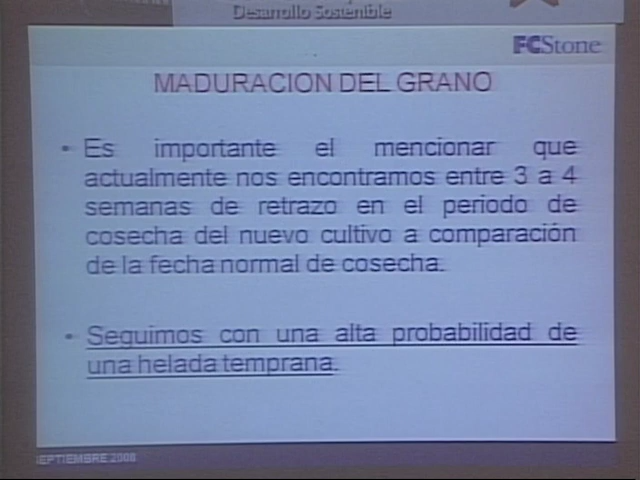 Desarrollo Sostenible
FCStone
MADURACION DEL GRANO
• Es importante el mencionar que
actualmente nos encontramos entre 3 a 4
semanas de retrazo en el periodo de
cosecha del nuevo cultivo a comparación
de la fecha normal de cosecha.
• Seguimos con una alta probabilidad de
una helada temprana.
SEPTIEMBRE 2008